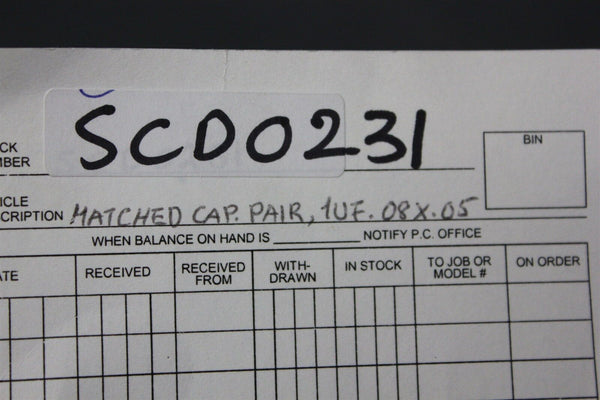 SCD0231
BIN
CK
MBER
ICLE
CRIPTION MATCHED CAP. PAIR, 1UF. 08X.05
WHEN BALANCE ON HAND IS NOTIFY P.C. OFFICE
ATE RECEIVED RECEIVED FROM WITH-DRAWN IN STOCK TO JOB OR MODEL # ON ORDER